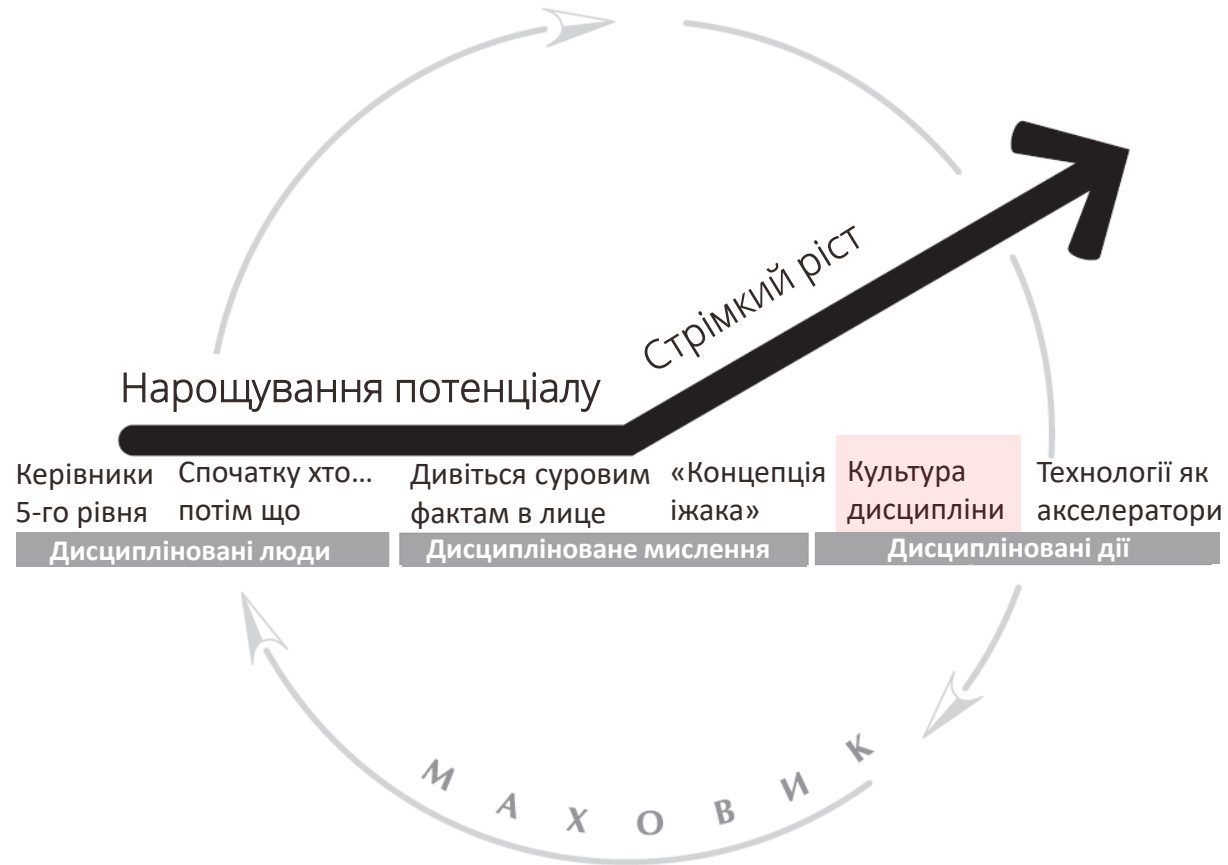 Стрімкий ріст
Нарощування потенціалу
Керівники
5-го рівня
Спочатку хто...
потім що
Дивіться суровим
фактам в лице
«Концепція
іжака»
Культура
дисципліни
Технології як
акселератори
Дисципліновані люди
Дисципліноване мислення
Дисципліновані дії
МАХОВИК